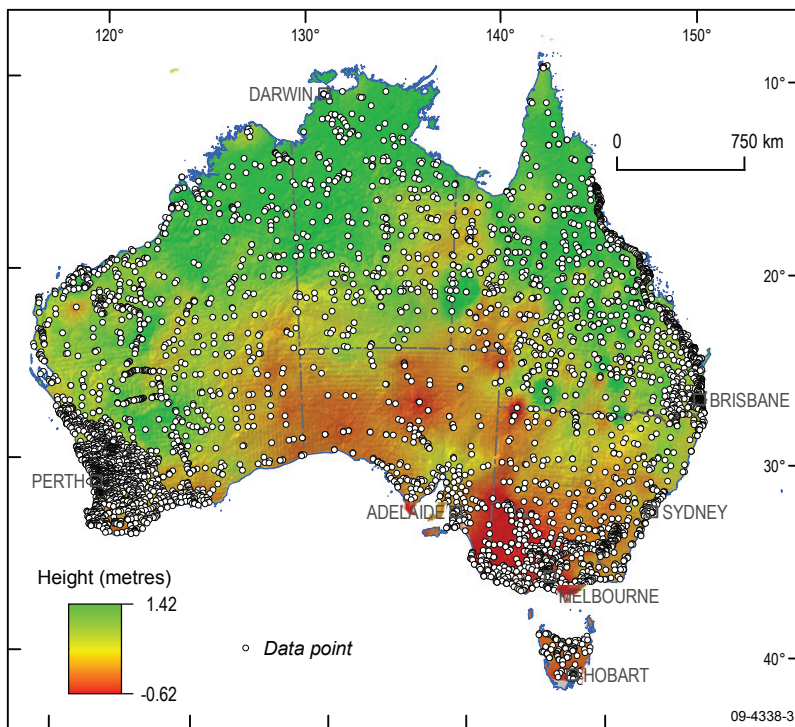 120° 140° 150°
10°
DARWIN
0 750 km
20°
BRISBANE
30°
PERTH
ADELAIDE
SYDNEY
Height (metres)
1.42
MELBOURNE
Data point
HOBART
40°
-0.62
09-4338-3